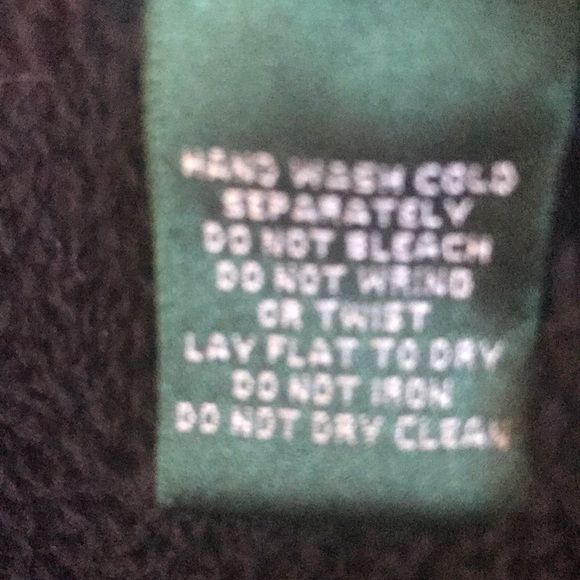 HAND WASH COLD
SEPARATELY
DO NOT BLEACH
DO NOT WRING
OR TWIST
LAY FLAT TO DRY
DO NOT IRON
DO NOT DRY CLEAN